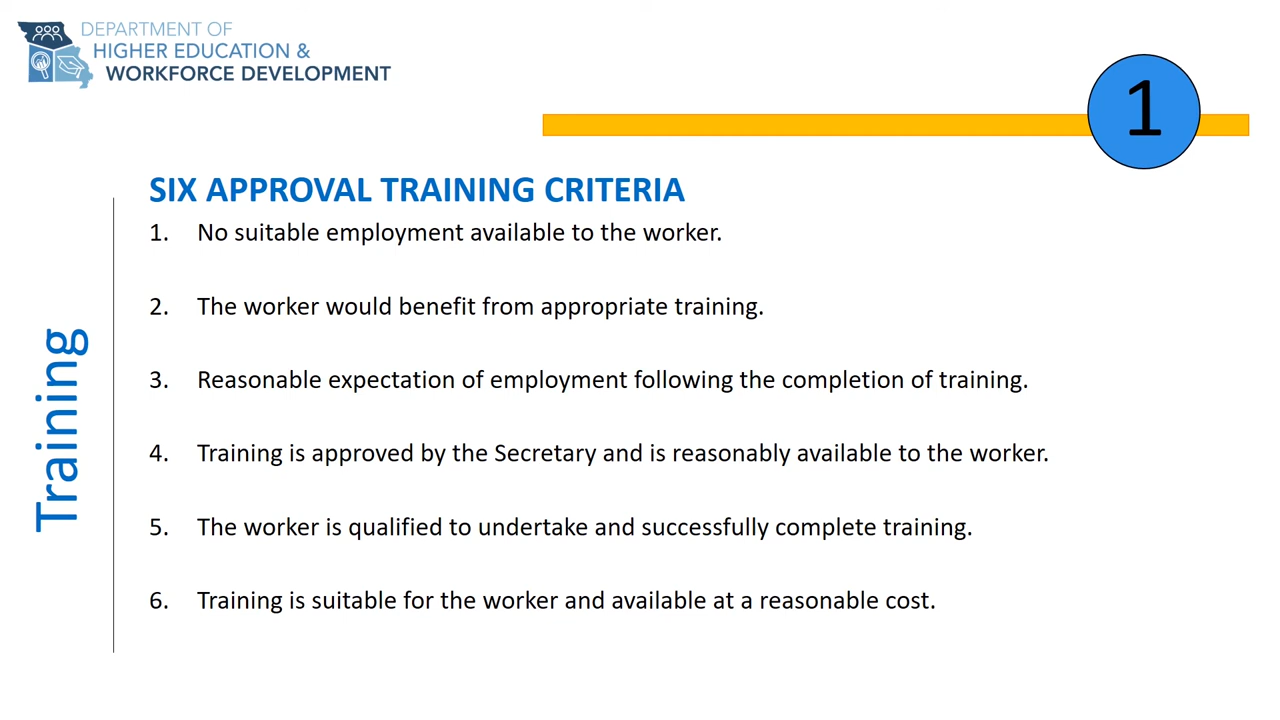 DEPARTMENT OF
HIGHER EDUCATION &
WORKFORCE DEVELOPMENT
1
SIX APPROVAL TRAINING CRITERIA
1. No suitable employment available to the worker.
2. The worker would benefit from appropriate training.
3. Reasonable expectation of employment following the completion of training.
4. Training is approved by the Secretary and is reasonably available to the worker.
5. The worker is qualified to undertake and successfully complete training.
6. Training is suitable for the worker and available at a reasonable cost.
Training